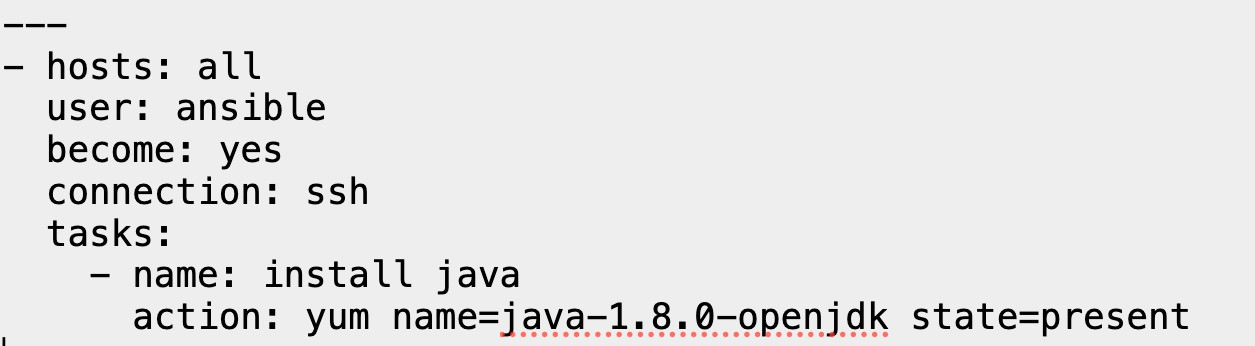 ---
- hosts: all
  user: ansible
  become: yes
  connection: ssh
  tasks:
    - name: install java
      action: yum name=java-1.8.0-openjdk state=present